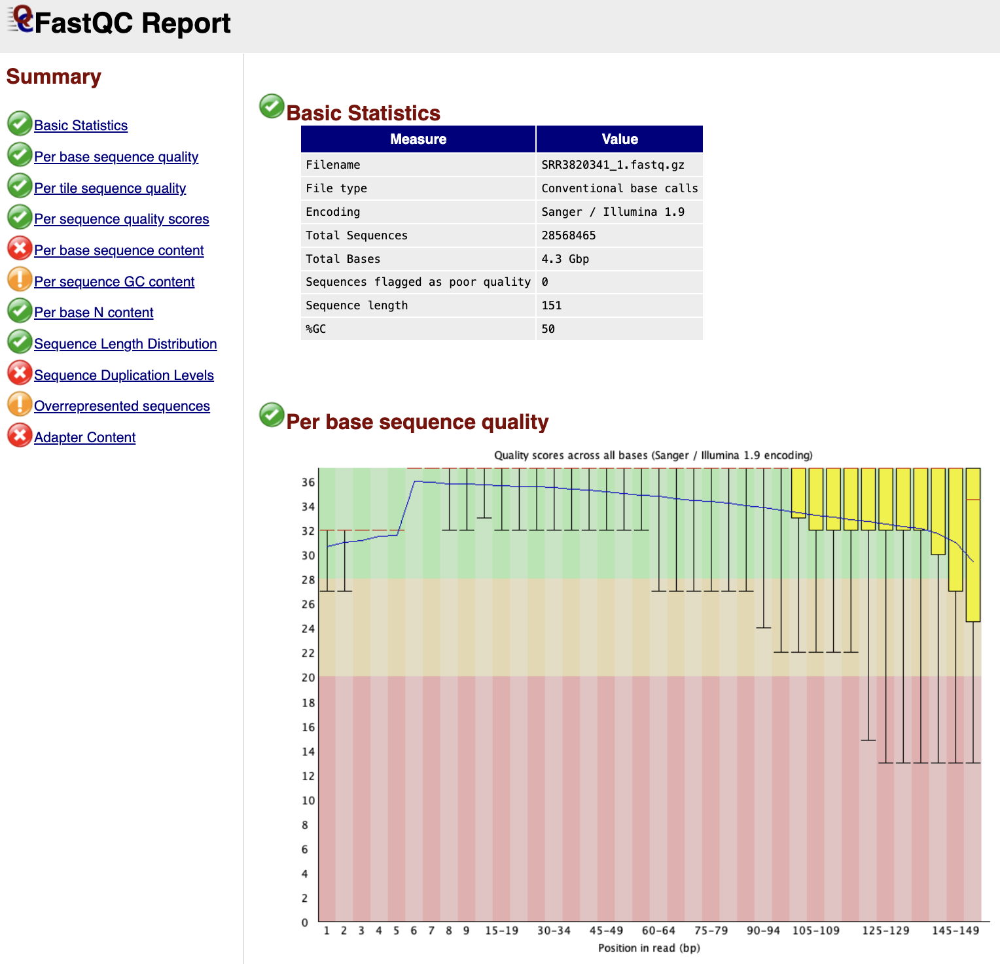 FastQC Report
Summary
Basic Statistics
Per base sequence quality
Per tile sequence quality
Per sequence quality scores
Per base sequence content
Per sequence GC content
Per base N content
Sequence Length Distribution
Sequence Duplication Levels
Overrepresented sequences
Adapter Content
Basic Statistics
Measure Value
Filename SRR3820341_1.fastq.gz
File type Conventional base calls
Encoding Sanger / Illumina 1.9
Total Sequences 28568465
Total Bases 4.3 Gbp
Sequences flagged as poor quality 0
Sequence length 151
%GC 50
Per base sequence quality
Quality scores across all bases (Sanger / Illumina 1.9 encoding)
36
34
32
30
28
26
24
22
20
18
16
14
12
10
8
6
4
2
0
1 2 3 4 5 6 7 8 9 15-19 30-34 45-49 60-64 75-79 90-94 105-109 125-129 145-149
Position in read (bp)